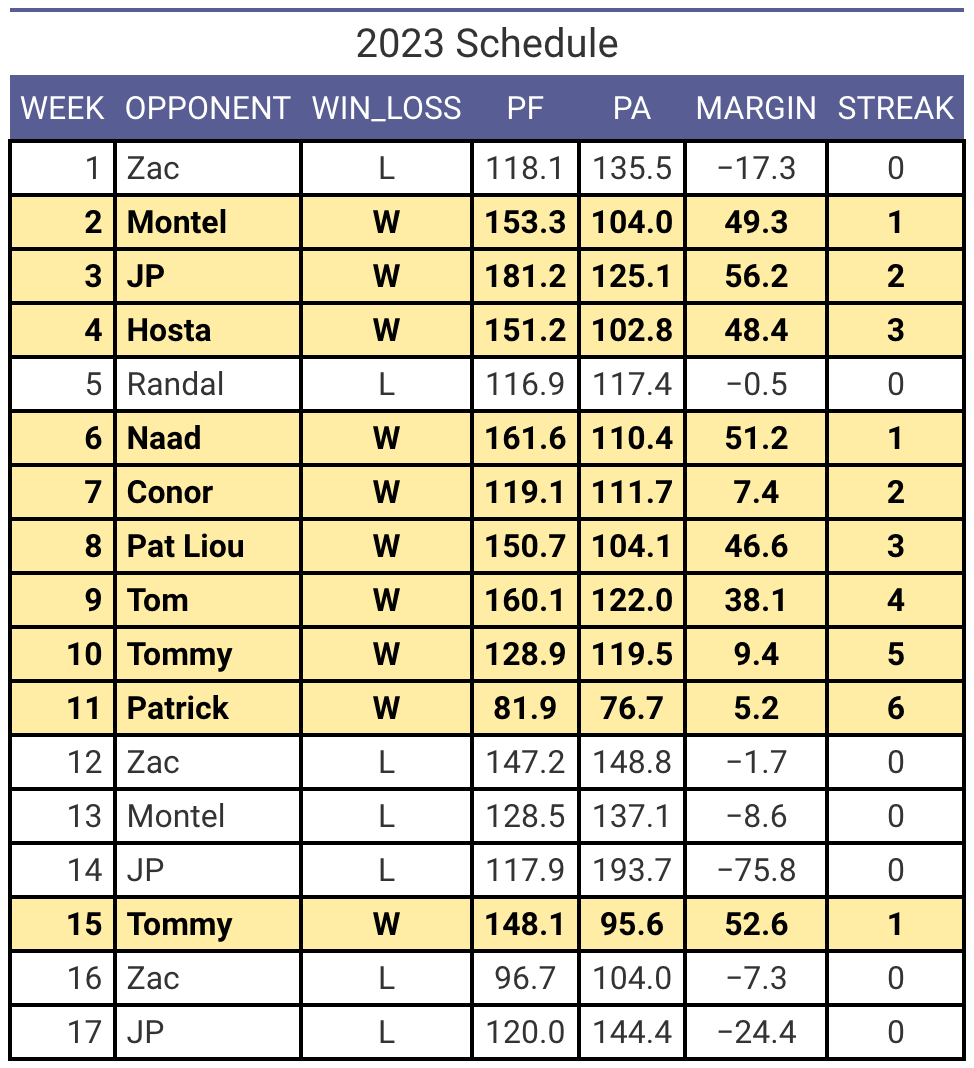 2023 Schedule
WEEK OPPONENT WIN_LOSS PF PA MARGIN STREAK
1 Zac L 118.1 135.5 −17.3 0
2 Montel W 153.3 104.0 49.3 1
3 JP W 181.2 125.1 56.2 2
4 Hosta W 151.2 102.8 48.4 3
5 Randal L 116.9 117.4 −0.5 0
6 Naad W 161.6 110.4 51.2 1
7 Conor W 119.1 111.7 7.4 2
8 Pat Liou W 150.7 104.1 46.6 3
9 Tom W 160.1 122.0 38.1 4
10 Tommy W 128.9 119.5 9.4 5
11 Patrick W 81.9 76.7 5.2 6
12 Zac L 147.2 148.8 −1.7 0
13 Montel L 128.5 137.1 −8.6 0
14 JP L 117.9 193.7 −75.8 0
15 Tommy W 148.1 95.6 52.6 1
16 Zac L 96.7 104.0 −7.3 0
17 JP L 120.0 144.4 −24.4 0